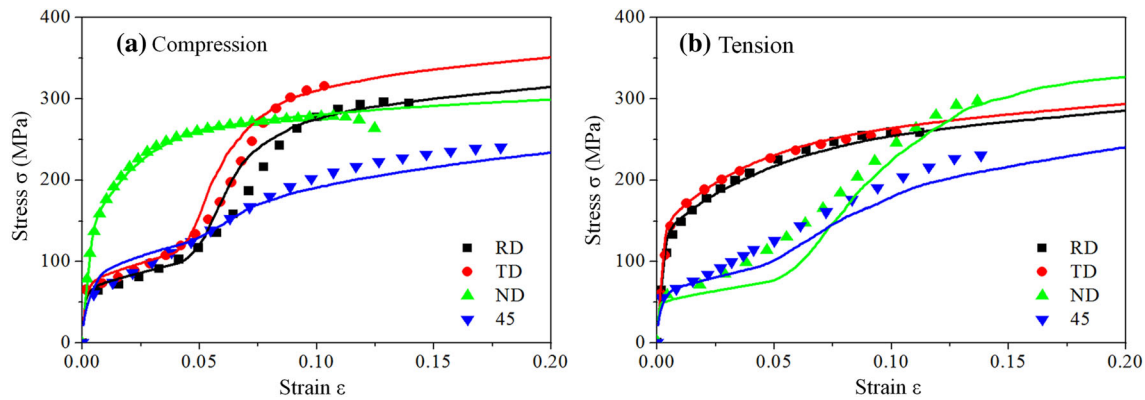 (a) Compression
Stress σ (MPa)
400
300
200
100
0
0.00 0.05 0.10 0.15 0.20
Strain ε
RD
TD
ND
45
(b) Tension
Stress σ (MPa)
400
300
200
100
0
0.00 0.05 0.10 0.15 0.20
Strain ε
RD
TD
ND
45